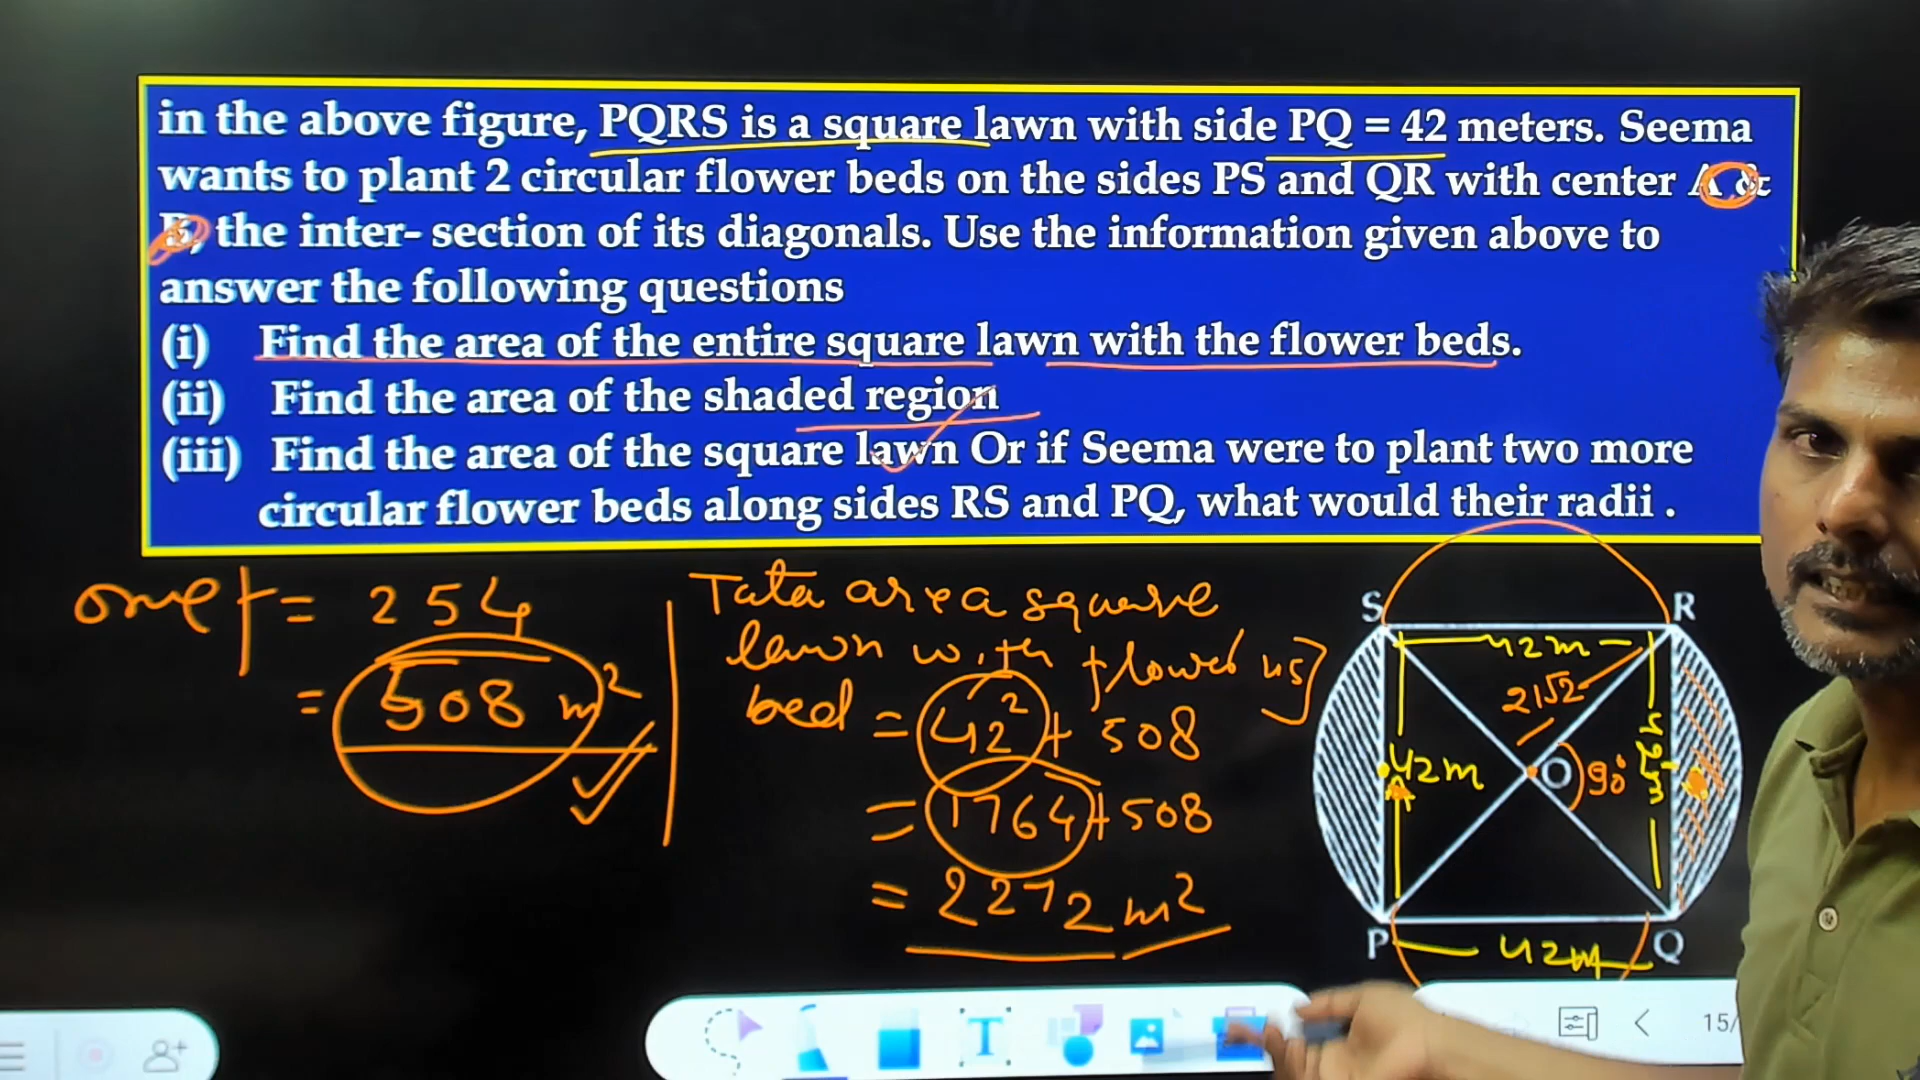 in the above figure, PQRS is a square lawn with side PQ = 42 meters. Seema
wants to plant 2 circular flower beds on the sides PS and QR with center A &
B, the inter- section of its diagonals. Use the information given above to
answer the following questions
(i) Find the area of the entire square lawn with the flower beds.
(ii) Find the area of the shaded region
(iii) Find the area of the square lawn Or if Seema were to plant two more
circular flower beds along sides RS and PQ, what would their radii .
= 254
= 508 m²
Tata area square
lawn with flower
bed = 42² + 508
= 1764 + 508
= 2272 m²
S R
42m
21√2
42m O 90° 42m
A
P Q
42m
T
15/